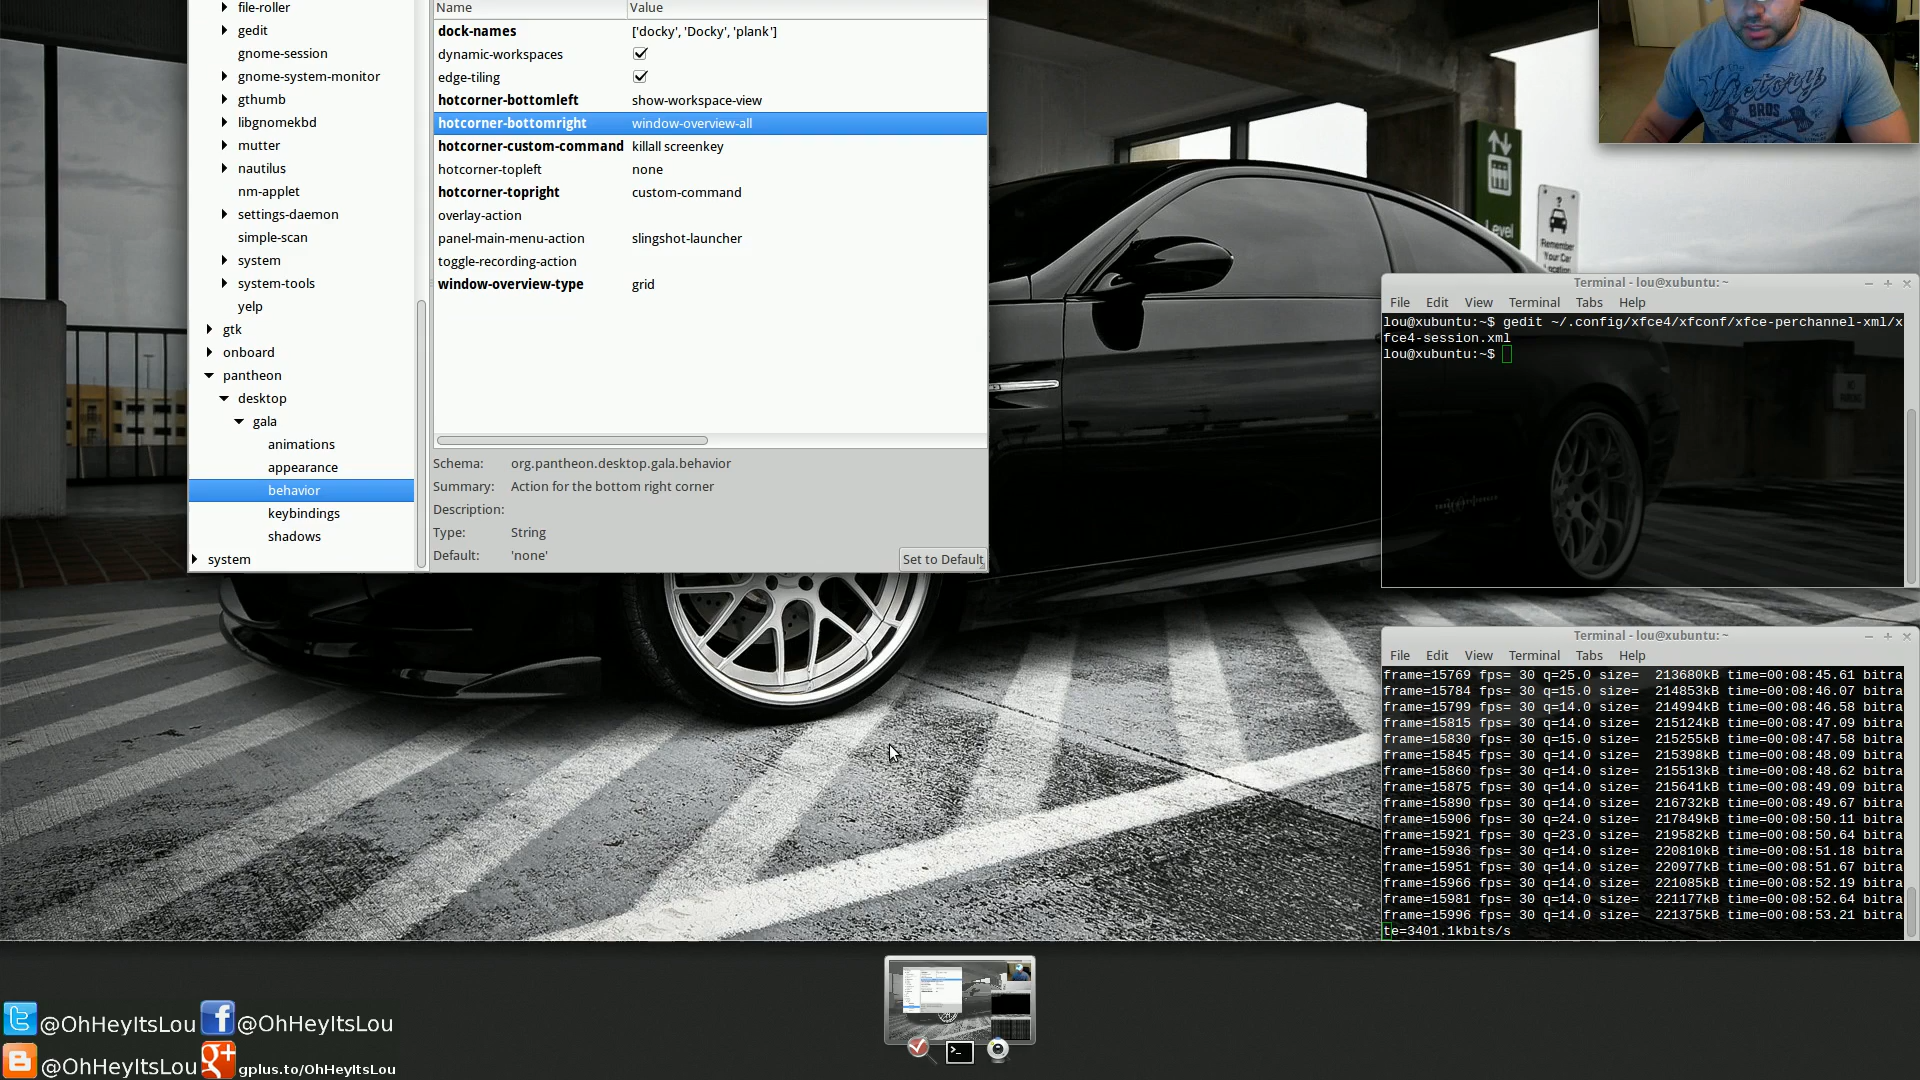 file-roller
gedit
gnome-session
gnome-system-monitor
gthumb
libgnomekbd
mutter
nautilus
nm-applet
settings-daemon
simple-scan
system
system-tools
yelp
gtk
onboard
pantheon
desktop
gala
animations
appearance
behavior
keybindings
shadows
system
Name Value
dock-names ['docky', 'Docky', 'plank']
dynamic-workspaces
edge-tiling
hotcorner-bottomleft show-workspace-view
hotcorner-bottomright window-overview-all
hotcorner-custom-command killall screenkey
hotcorner-topleft none
hotcorner-topright custom-command
overlay-action
panel-main-menu-action slingshot-launcher
toggle-recording-action
window-overview-type grid
Schema: org.pantheon.desktop.gala.behavior
Summary: Action for the bottom right corner
Description:
Type: String
Default: 'none'
Set to Default
Victory
BROS
Level
Remember
Your Car
Location
Terminal - lou@xubuntu: ~
File Edit View Terminal Tabs Help
lou@xubuntu:~$ gedit ~/.config/xfce4/xfconf/xfce-perchannel-xml/x
fce4-session.xml
lou@xubuntu:~$
Terminal - lou@xubuntu: ~
File Edit View Terminal Tabs Help
frame=15769 fps= 30 q=25.0 size=  213680kB time=00:08:45.61 bitra
frame=15784 fps= 30 q=15.0 size=  214853kB time=00:08:46.07 bitra
frame=15799 fps= 30 q=14.0 size=  214994kB time=00:08:46.58 bitra
frame=15815 fps= 30 q=14.0 size=  215124kB time=00:08:47.09 bitra
frame=15830 fps= 30 q=15.0 size=  215255kB time=00:08:47.58 bitra
frame=15845 fps= 30 q=14.0 size=  215398kB time=00:08:48.09 bitra
frame=15860 fps= 30 q=14.0 size=  215513kB time=00:08:48.62 bitra
frame=15875 fps= 30 q=14.0 size=  215641kB time=00:08:49.09 bitra
frame=15890 fps= 30 q=14.0 size=  216732kB time=00:08:49.67 bitra
frame=15906 fps= 30 q=24.0 size=  217849kB time=00:08:50.11 bitra
frame=15921 fps= 30 q=23.0 size=  219582kB time=00:08:50.64 bitra
frame=15936 fps= 30 q=14.0 size=  220810kB time=00:08:51.18 bitra
frame=15951 fps= 30 q=14.0 size=  220977kB time=00:08:51.67 bitra
frame=15966 fps= 30 q=14.0 size=  221085kB time=00:08:52.19 bitra
frame=15981 fps= 30 q=14.0 size=  221177kB time=00:08:52.64 bitra
frame=15996 fps= 30 q=14.0 size=  221375kB time=00:08:53.21 bitra
te=3401.1kbits/s
@OhHeyItsLou @OhHeyItsLou
@OhHeyItsLou gplus.to/OhHeyItsLou